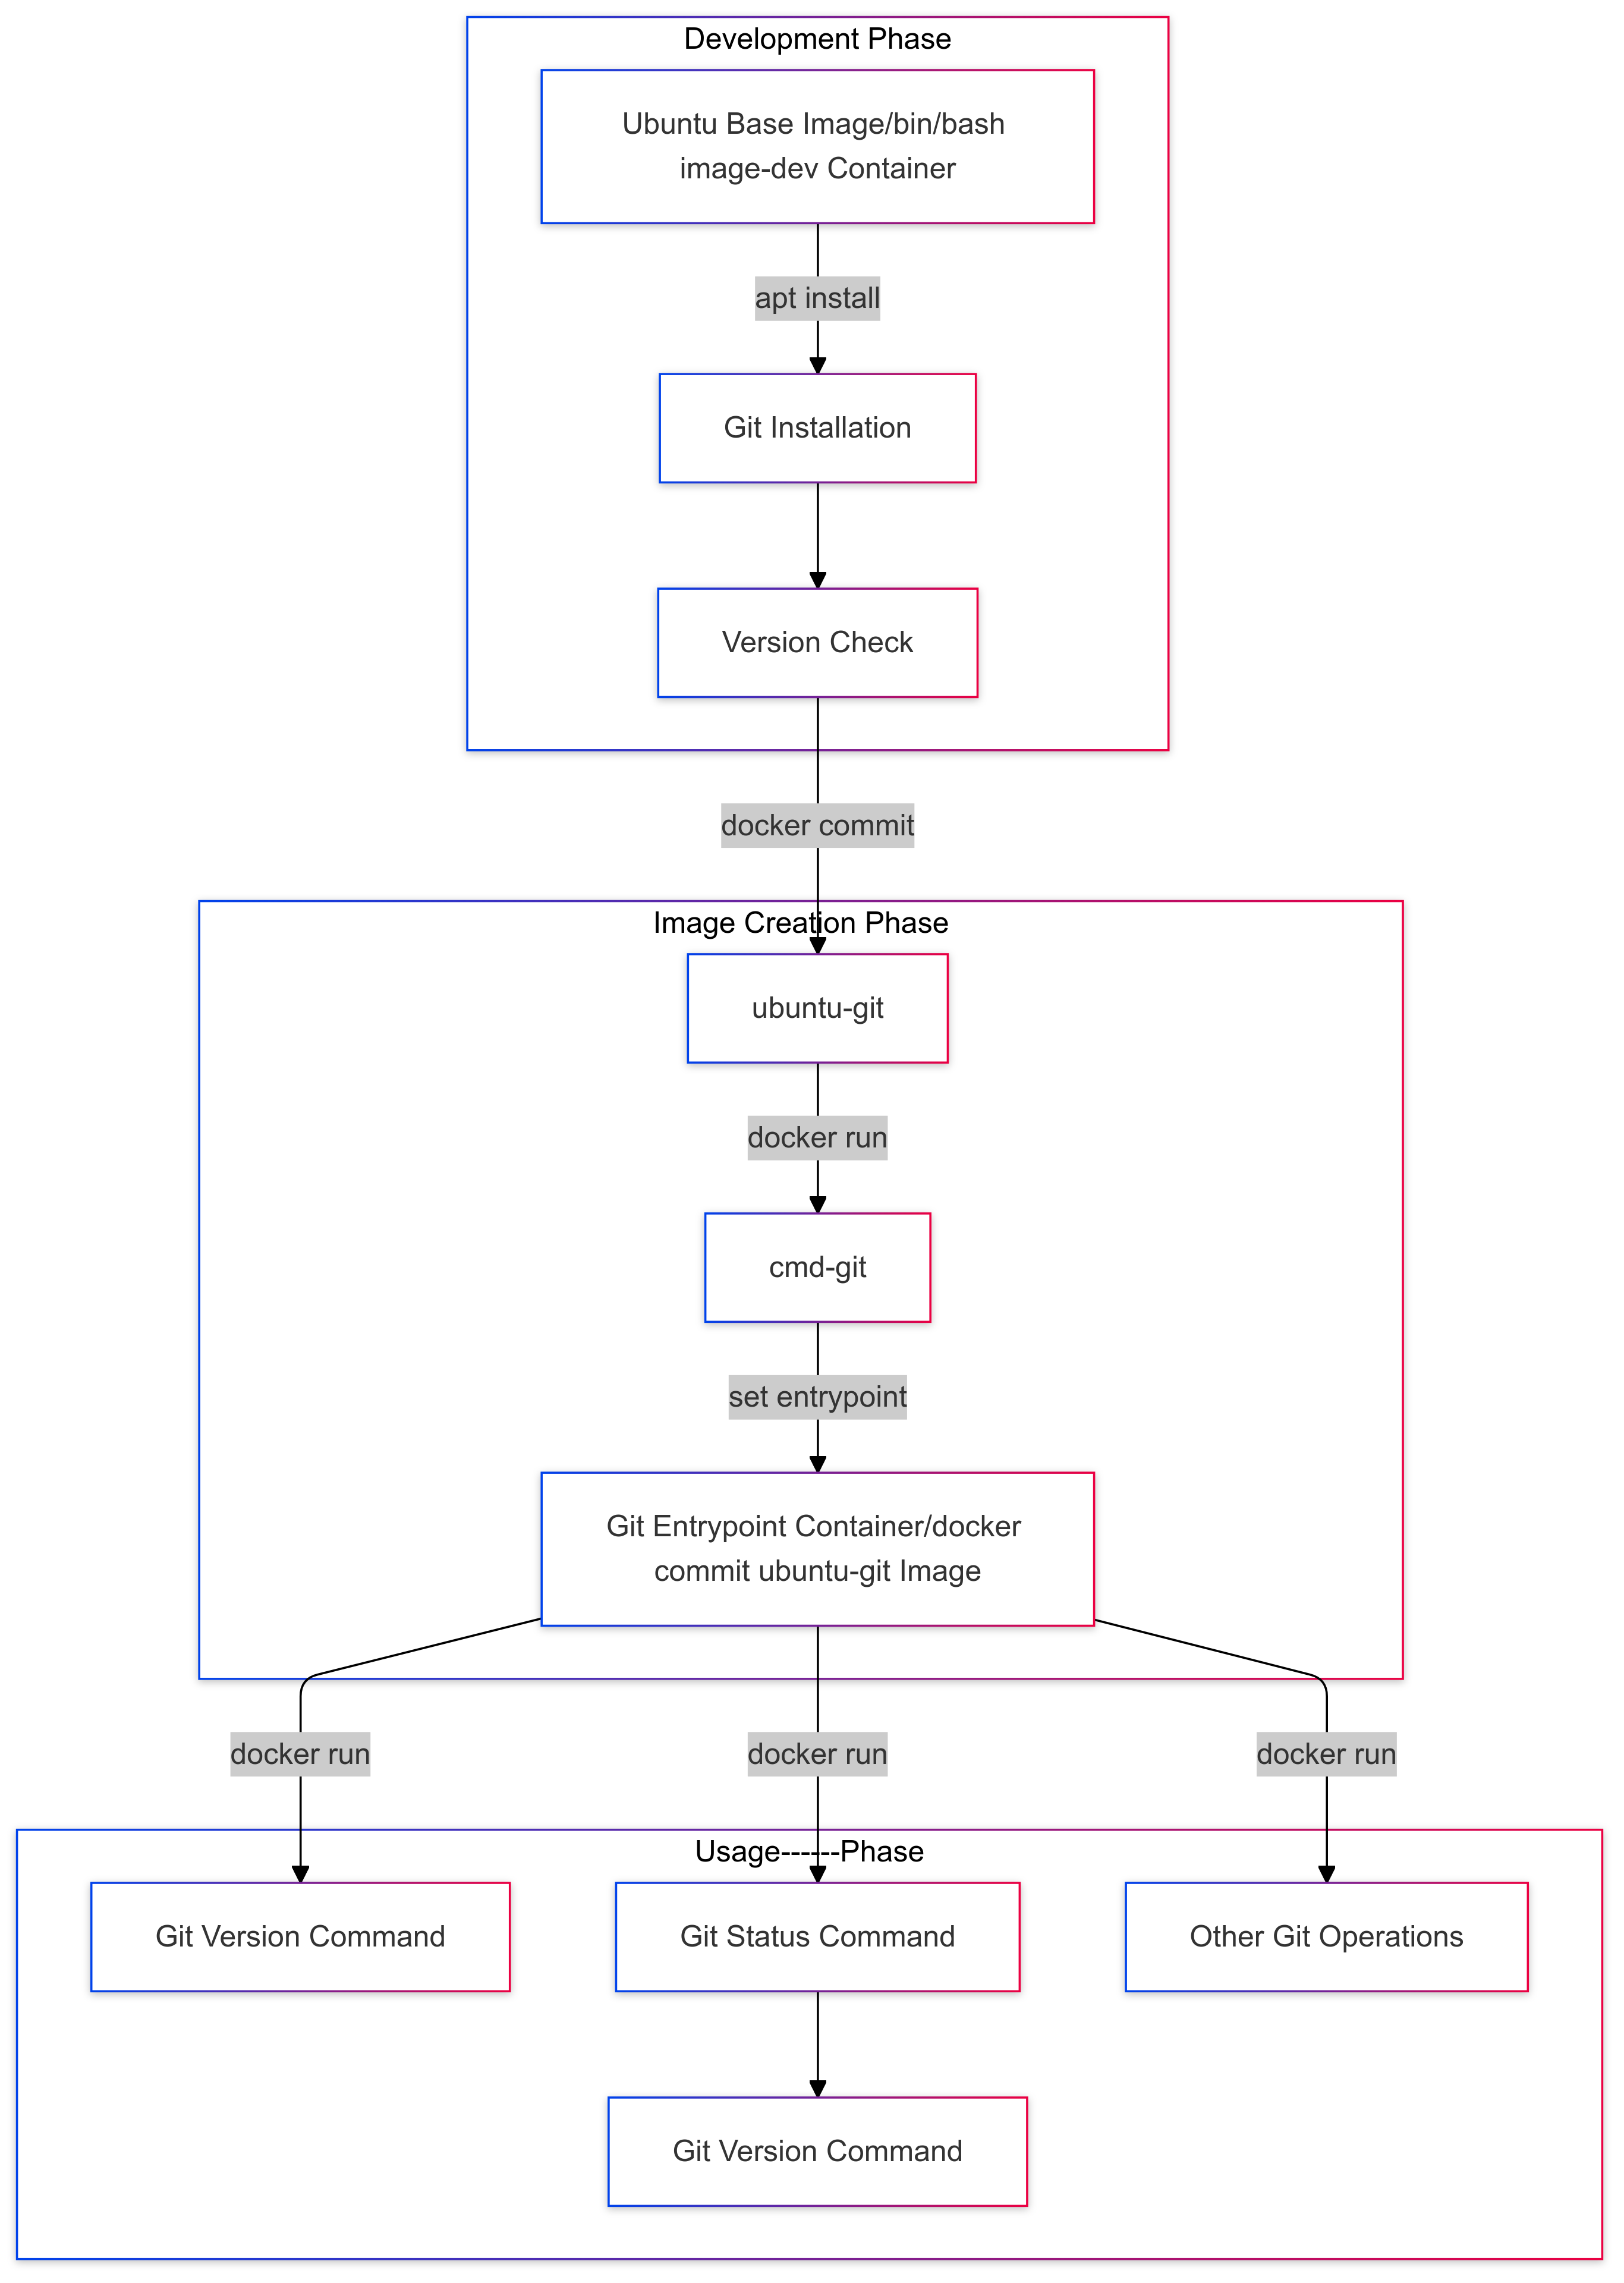 Development Phase
Ubuntu Base Image/bin/bash
image-dev Container
apt install
Git Installation
Version Check
docker commit
Image Creation Phase
ubuntu-git
docker run
cmd-git
set entrypoint
Git Entrypoint Container/docker
commit ubuntu-git Image
docker run
docker run
docker run
Usage------Phase
Git Version Command
Git Status Command
Other Git Operations
Git Version Command